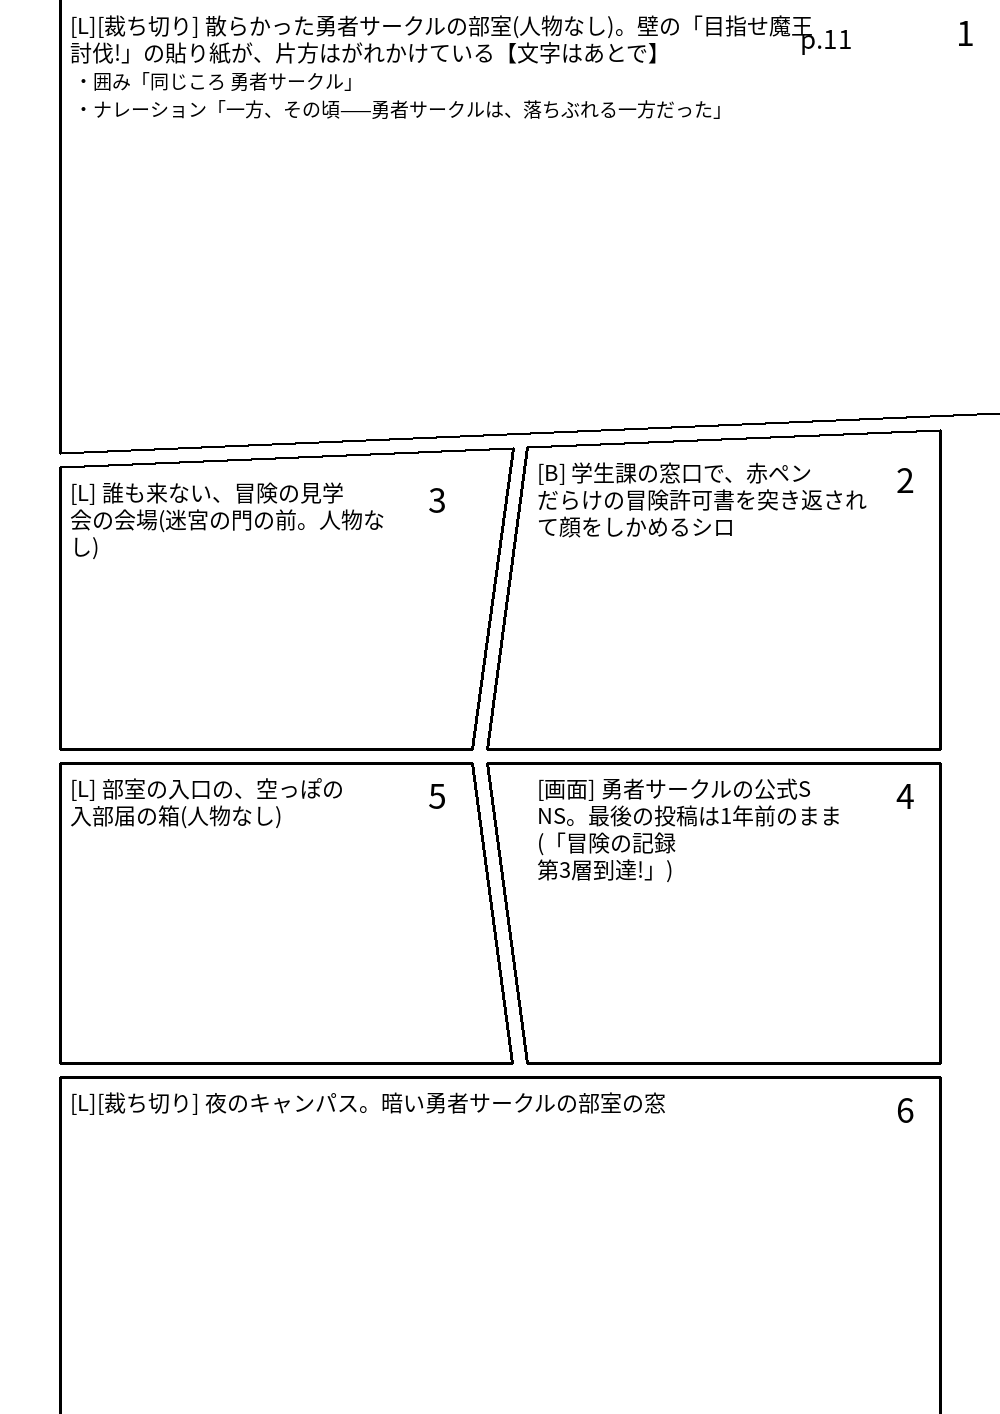 [L][裁ち切り] 散らかった勇者サークルの部室(人物なし)。壁の「目指せ魔王
討伐!」の貼り紙が、片方はがれかけている【文字はあとで】
・囲み「同じころ 勇者サークル」
・ナレーション「一方、その頃――勇者サークルは、落ちぶれる一方だった」
p.11
1
[B] 学生課の窓口で、赤ペン
だらけの冒険許可書を突き返され
て顔をしかめるシロ
2
[L] 誰も来ない、冒険の見学
会の会場(迷宮の門の前。人物な
し)
3
[画面] 勇者サークルの公式S
NS。最後の投稿は1年前のまま
(「冒険の記録
第3層到達!」)
4
[L] 部室の入口の、空っぽの
入部届の箱(人物なし)
5
[L][裁ち切り] 夜のキャンパス。暗い勇者サークルの部室の窓
6